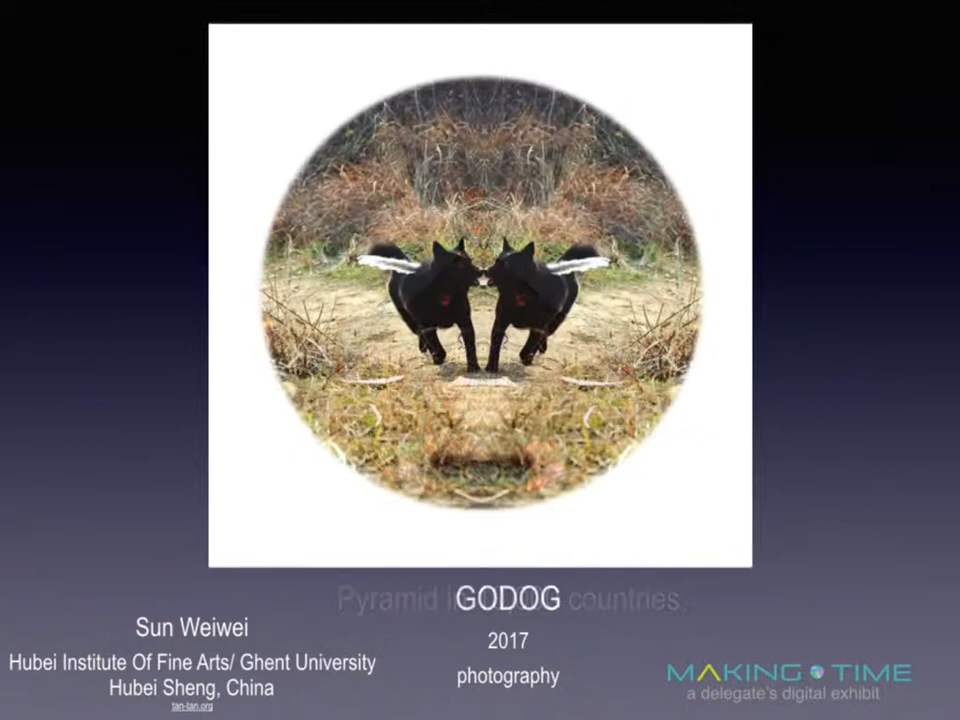 Pyramid in countries
GODOG
2017
photography
Sun Weiwei
Hubei Institute Of Fine Arts/ Ghent University
Hubei Sheng, China
tan-tan.org
MAKING TIME
a delegate's digital exhibit